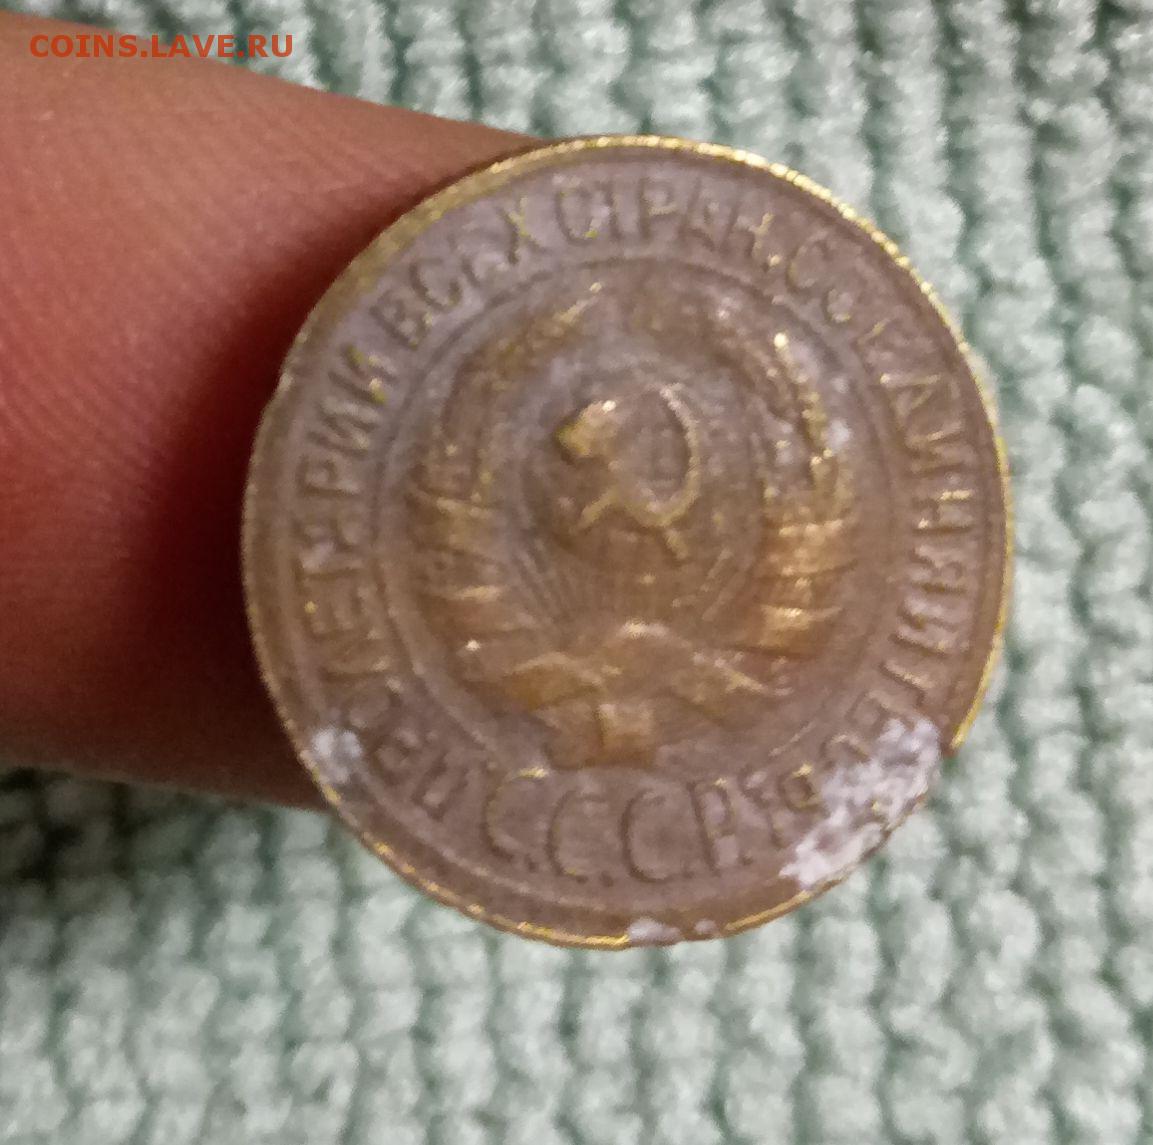 COINS.LAVE.RU
ПРОЛЕТАРИИ ВСЕХ СТРАН, СОЕДИНЯЙТЕСЬ
С.С.С.Р.